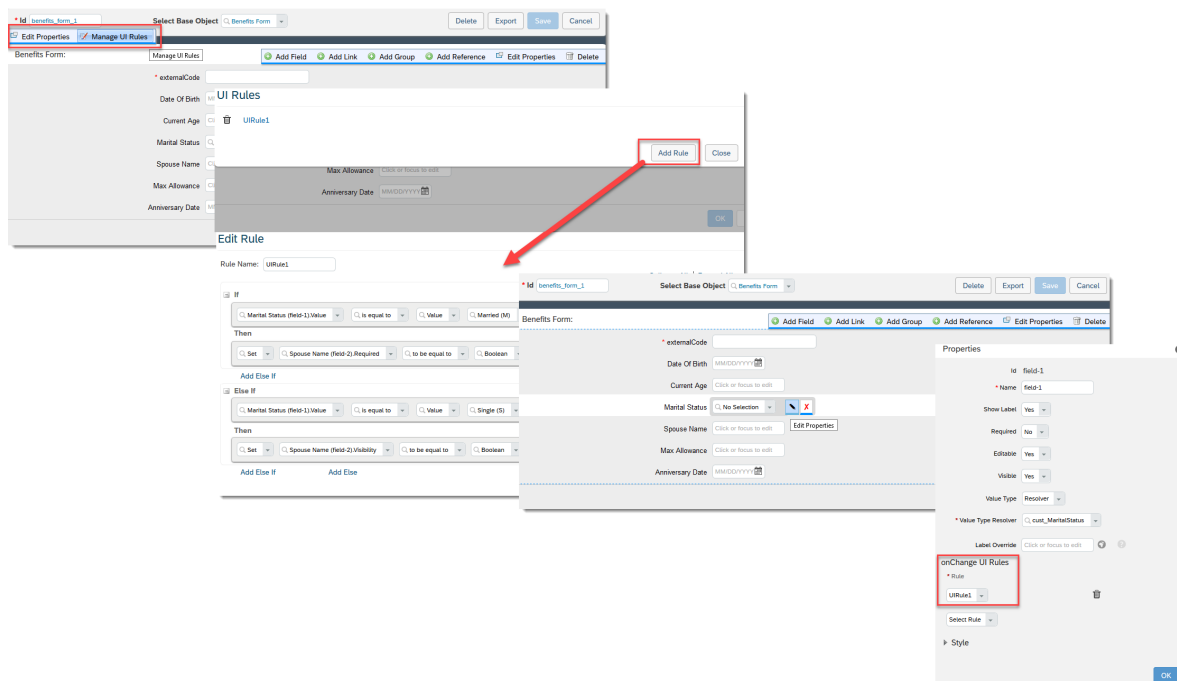 * Id benefits_form_1 Select Base Object Benefits Form Delete Export Save Cancel
Edit Properties Manage UI Rules
Benefits Form: Manage UI Rules Add Field Add Link Add Group Add Reference Edit Properties Delete
* externalCode
Date Of Birth
Current Age
Marital Status
Spouse Name
Max Allowance
Anniversary Date
UI Rules
UIRule1
Add Rule Close
Max Allowance Click or focus to edit
Anniversary Date MM/DD/YYYY
OK
Edit Rule
Rule Name: UIRule1
If
Marital Status (field-1).Value is equal to Value Married (M)
Then
Set Spouse Name (field-2).Required to be equal to Boolean
Add Else If
Else If
Marital Status (field-1).Value is equal to Value Single (S)
Then
Set Spouse Name (field-2).Visibility to be equal to Boolean
Add Else If Add Else
* Id benefits_form_1 Select Base Object Benefits Form Delete Export Save Cancel
Benefits Form: Add Field Add Link Add Group Add Reference Edit Properties Delete
* externalCode
Date Of Birth MM/DD/YYYY
Current Age Click or focus to edit
Marital Status No Selection
Spouse Name Click or focus to edit Edit Properties
Max Allowance Click or focus to edit
Anniversary Date MM/DD/YYYY
Properties
Id field-1
* Name field-1
Show Label Yes
Required No
Editable Yes
Visible Yes
Value Type Resolver
* Value Type Resolver cust_MaritalStatus
Label Override Click or focus to edit
onChange UI Rules
* Rule
UIRule1
Select Rule
Style
OK